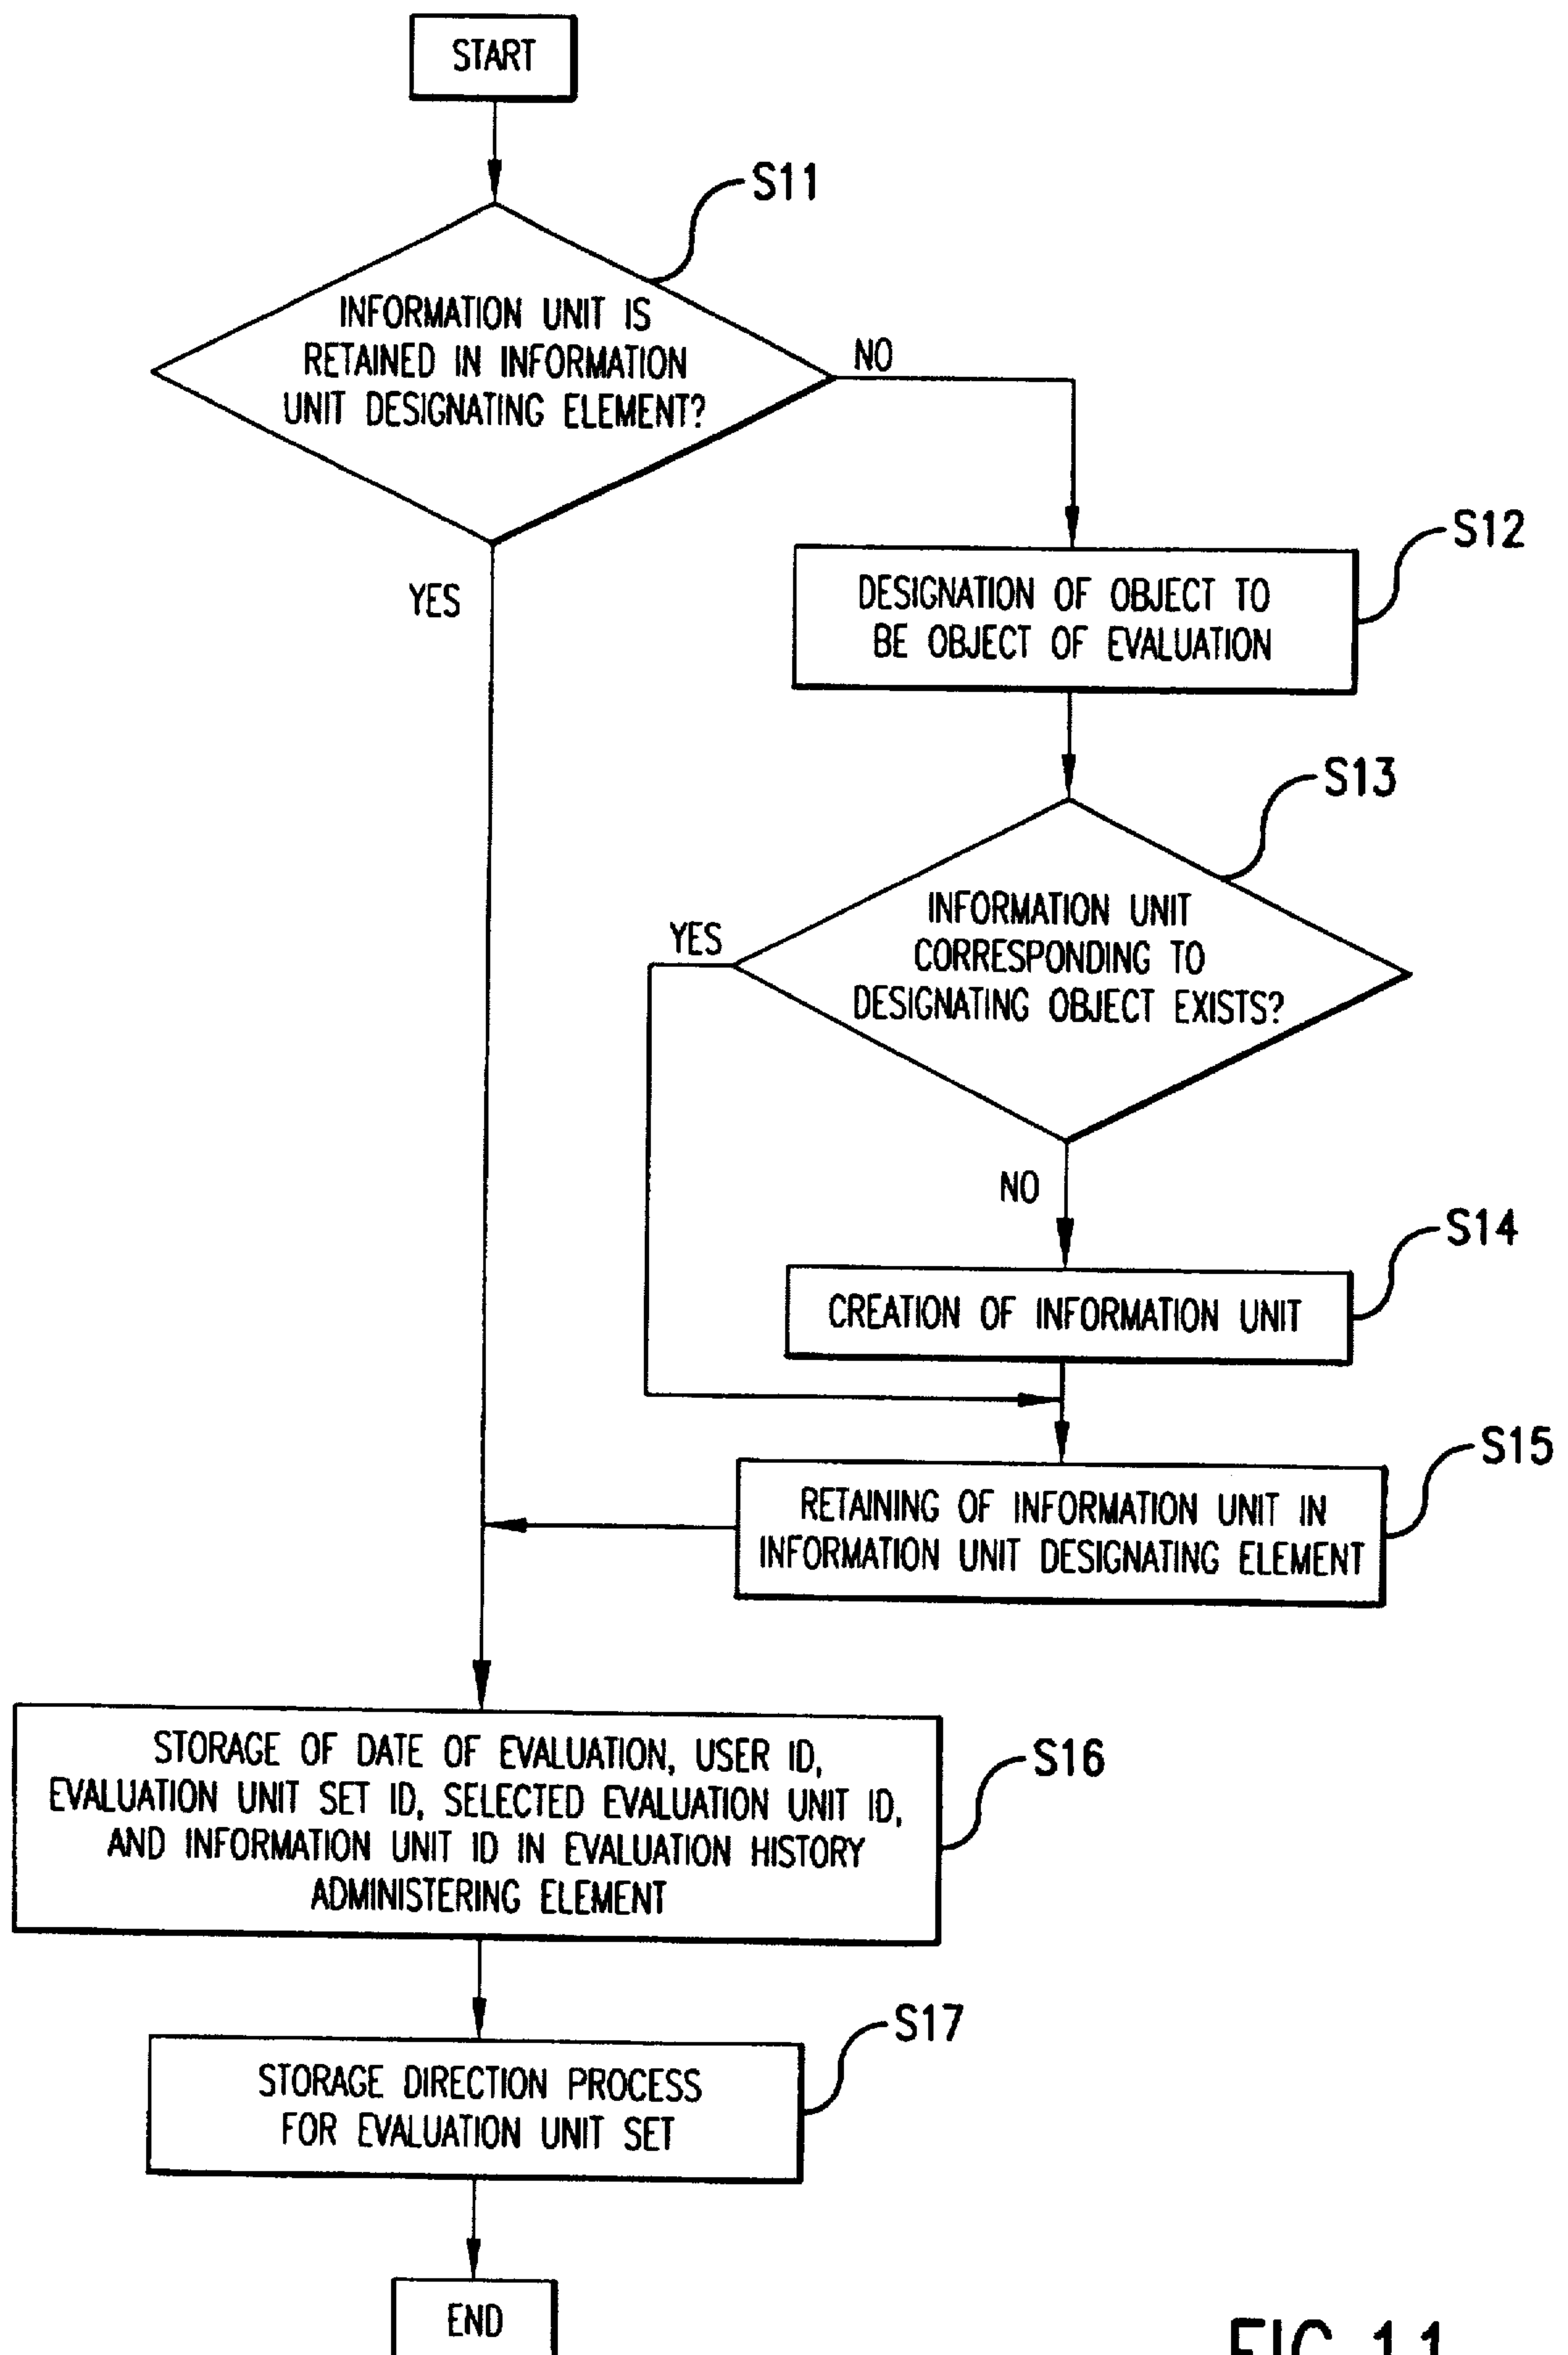 START
S11
INFORMATION UNIT IS
RETAINED IN INFORMATION
UNIT DESIGNATING ELEMENT?
NO
YES
S12
DESIGNATION OF OBJECT TO
BE OBJECT OF EVALUATION
S13
INFORMATION UNIT
CORRESPONDING TO
DESIGNATING OBJECT EXISTS?
YES
NO
S14
CREATION OF INFORMATION UNIT
S15
RETAINING OF INFORMATION UNIT IN
INFORMATION UNIT DESIGNATING ELEMENT
S16
STORAGE OF DATE OF EVALUATION, USER ID,
EVALUATION UNIT SET ID, SELECTED EVALUATION UNIT ID,
AND INFORMATION UNIT ID IN EVALUATION HISTORY
ADMINISTERING ELEMENT
S17
STORAGE DIRECTION PROCESS
FOR EVALUATION UNIT SET
END
FIG.11